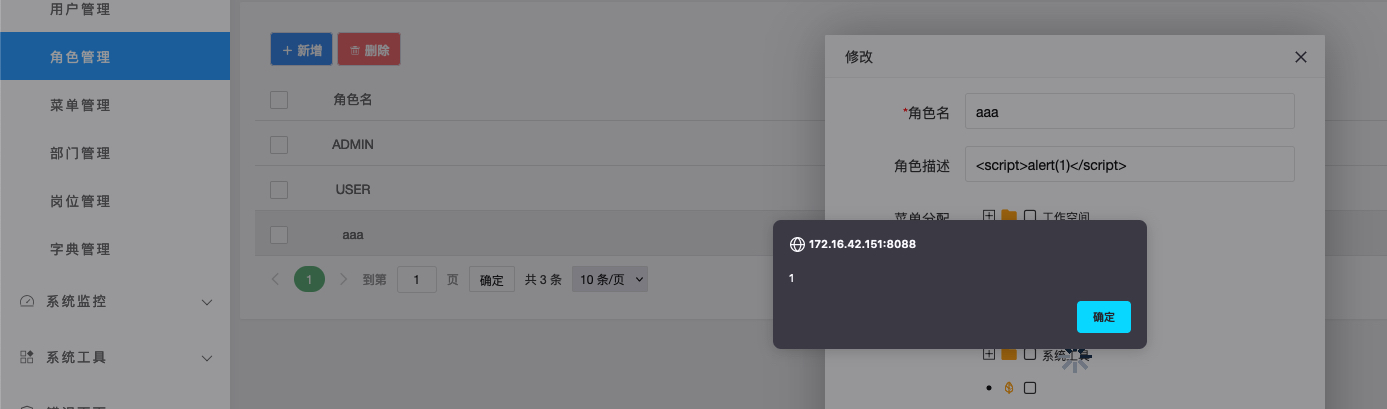 用户管理
角色管理
菜单管理
部门管理
岗位管理
字典管理
系统监控
系统工具
+ 新增
删除
角色名
ADMIN
USER
aaa
1
到第
1
页
确定
共 3 条
10 条/页
修改
*角色名
aaa
角色描述
<script>alert(1)</script>
菜单分配
工作空间
172.16.42.151:8088
1
确定
系统工具